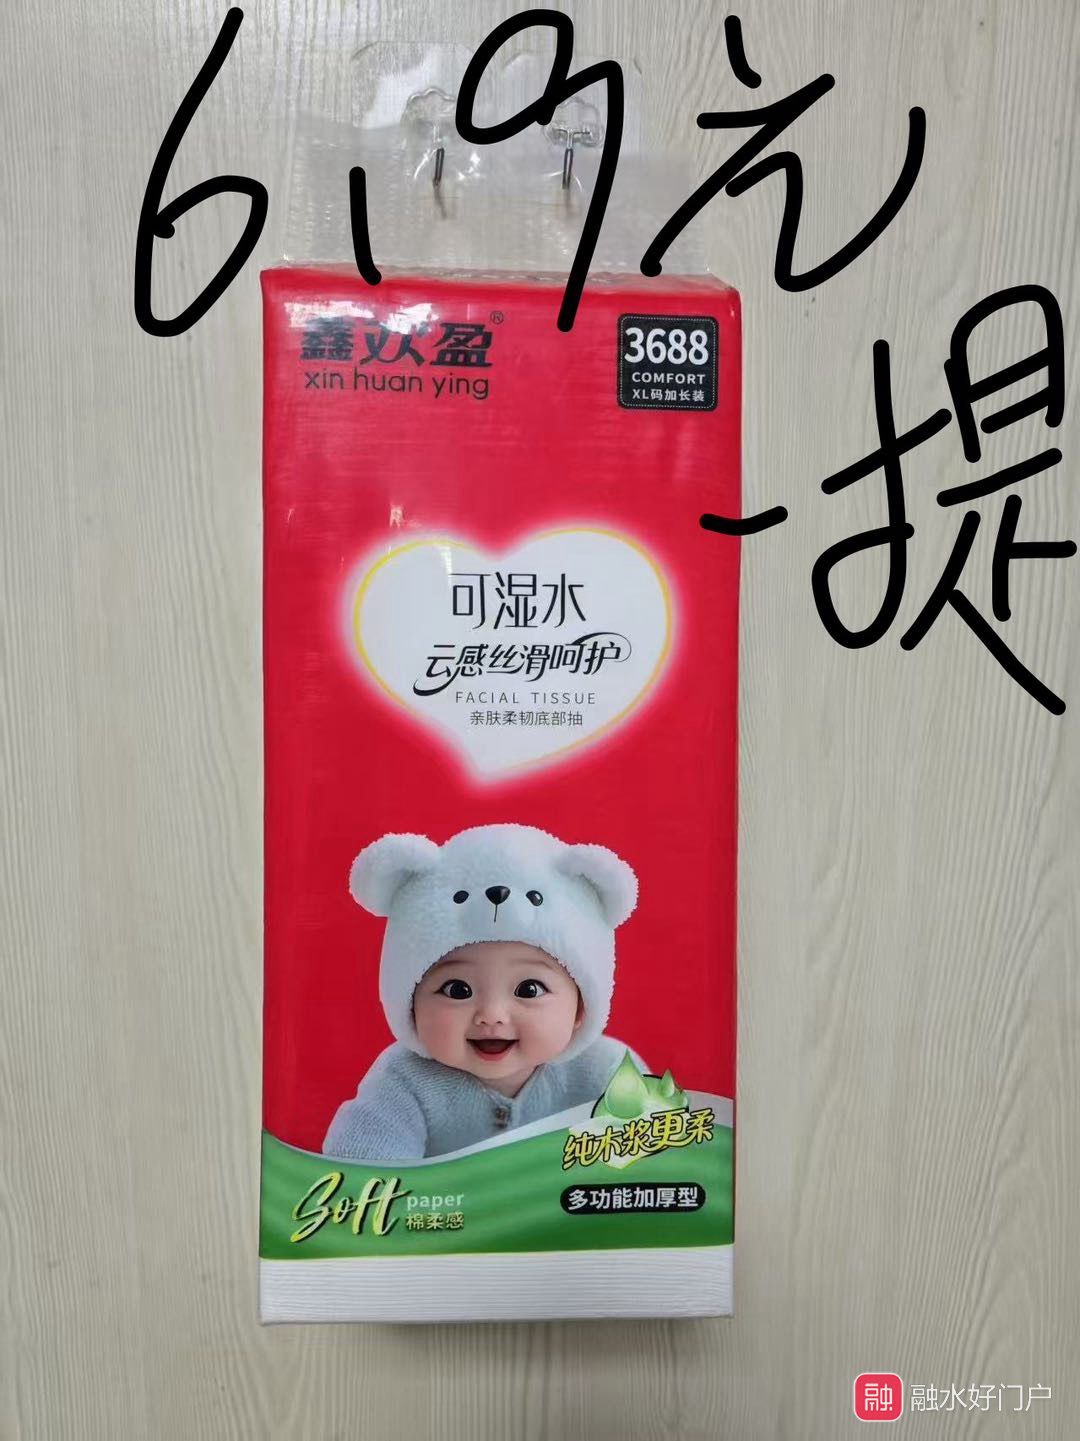 6.9元
一提
鑫欢盈®
xin huan ying
3688
COMFORT
XL码加长装
可湿水
云感丝滑呵护
FACIAL TISSUE
亲肤柔韧底部抽
纯木浆更柔
Soft paper
棉柔感
多功能加厚型
融 融水好门户